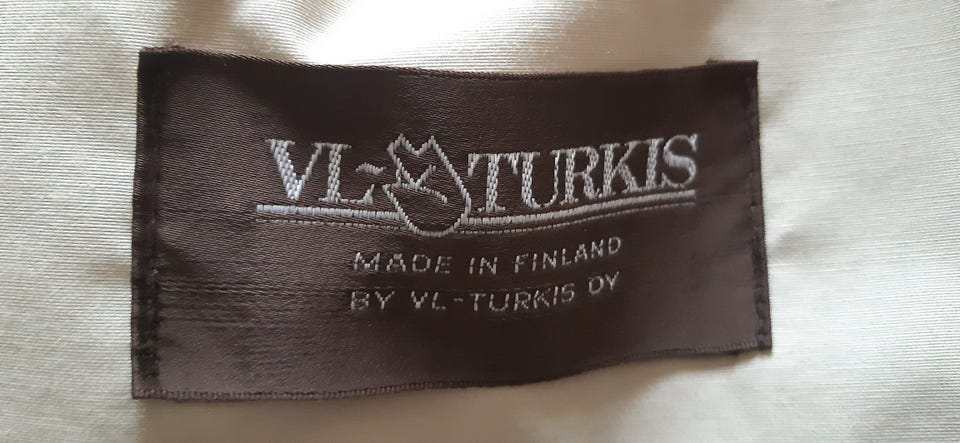 VL-TURKIS
MADE IN FINLAND
BY VL-TURKIS OY